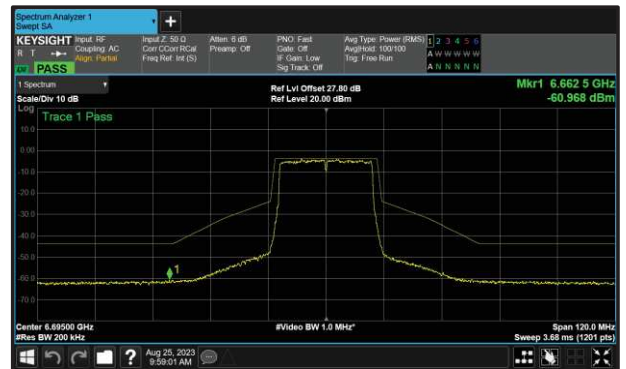 Spectrum Analyzer 1
Swept SA
+
KEYSIGHT Input: RF
R T Coupling: AC
Align: Partial
PASS
Input Z: 50 Ω
Corr CCorr RCal
Freq Ref: Int (S)
Atten: 6 dB
Preamp: Off
PNO: Fast
Gate: Off
IF Gain: Low
Sig Track: Off
Avg Type: Power (RMS)
Avg|Hold: 100/100
Trig: Free Run
1 2 3 4 5 6
A W W W W W
A N N N N N
1 Spectrum
Scale/Div 10 dB
Ref Lvl Offset 27.80 dB
Ref Level 20.00 dBm
Mkr1 6.662 5 GHz
-60.968 dBm
Log
Trace 1 Pass
10.0
0.00
-10.0
-20.0
-30.0
-40.0
-50.0
-60.0
-70.0
1
Center 6.69500 GHz
#Res BW 200 kHz
#Video BW 1.0 MHz*
Span 120.0 MHz
Sweep 3.68 ms (1201 pts)
?
Aug 25, 2023
9:59:01 AM